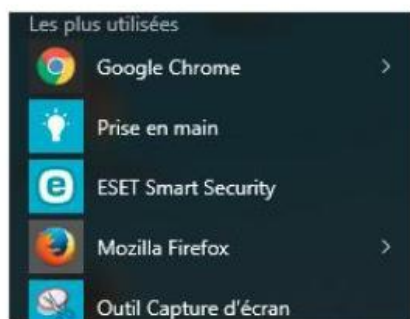 Les plus utilisées
Google Chrome
Prise en main
ESET Smart Security
Mozilla Firefox
Outil Capture d'écran